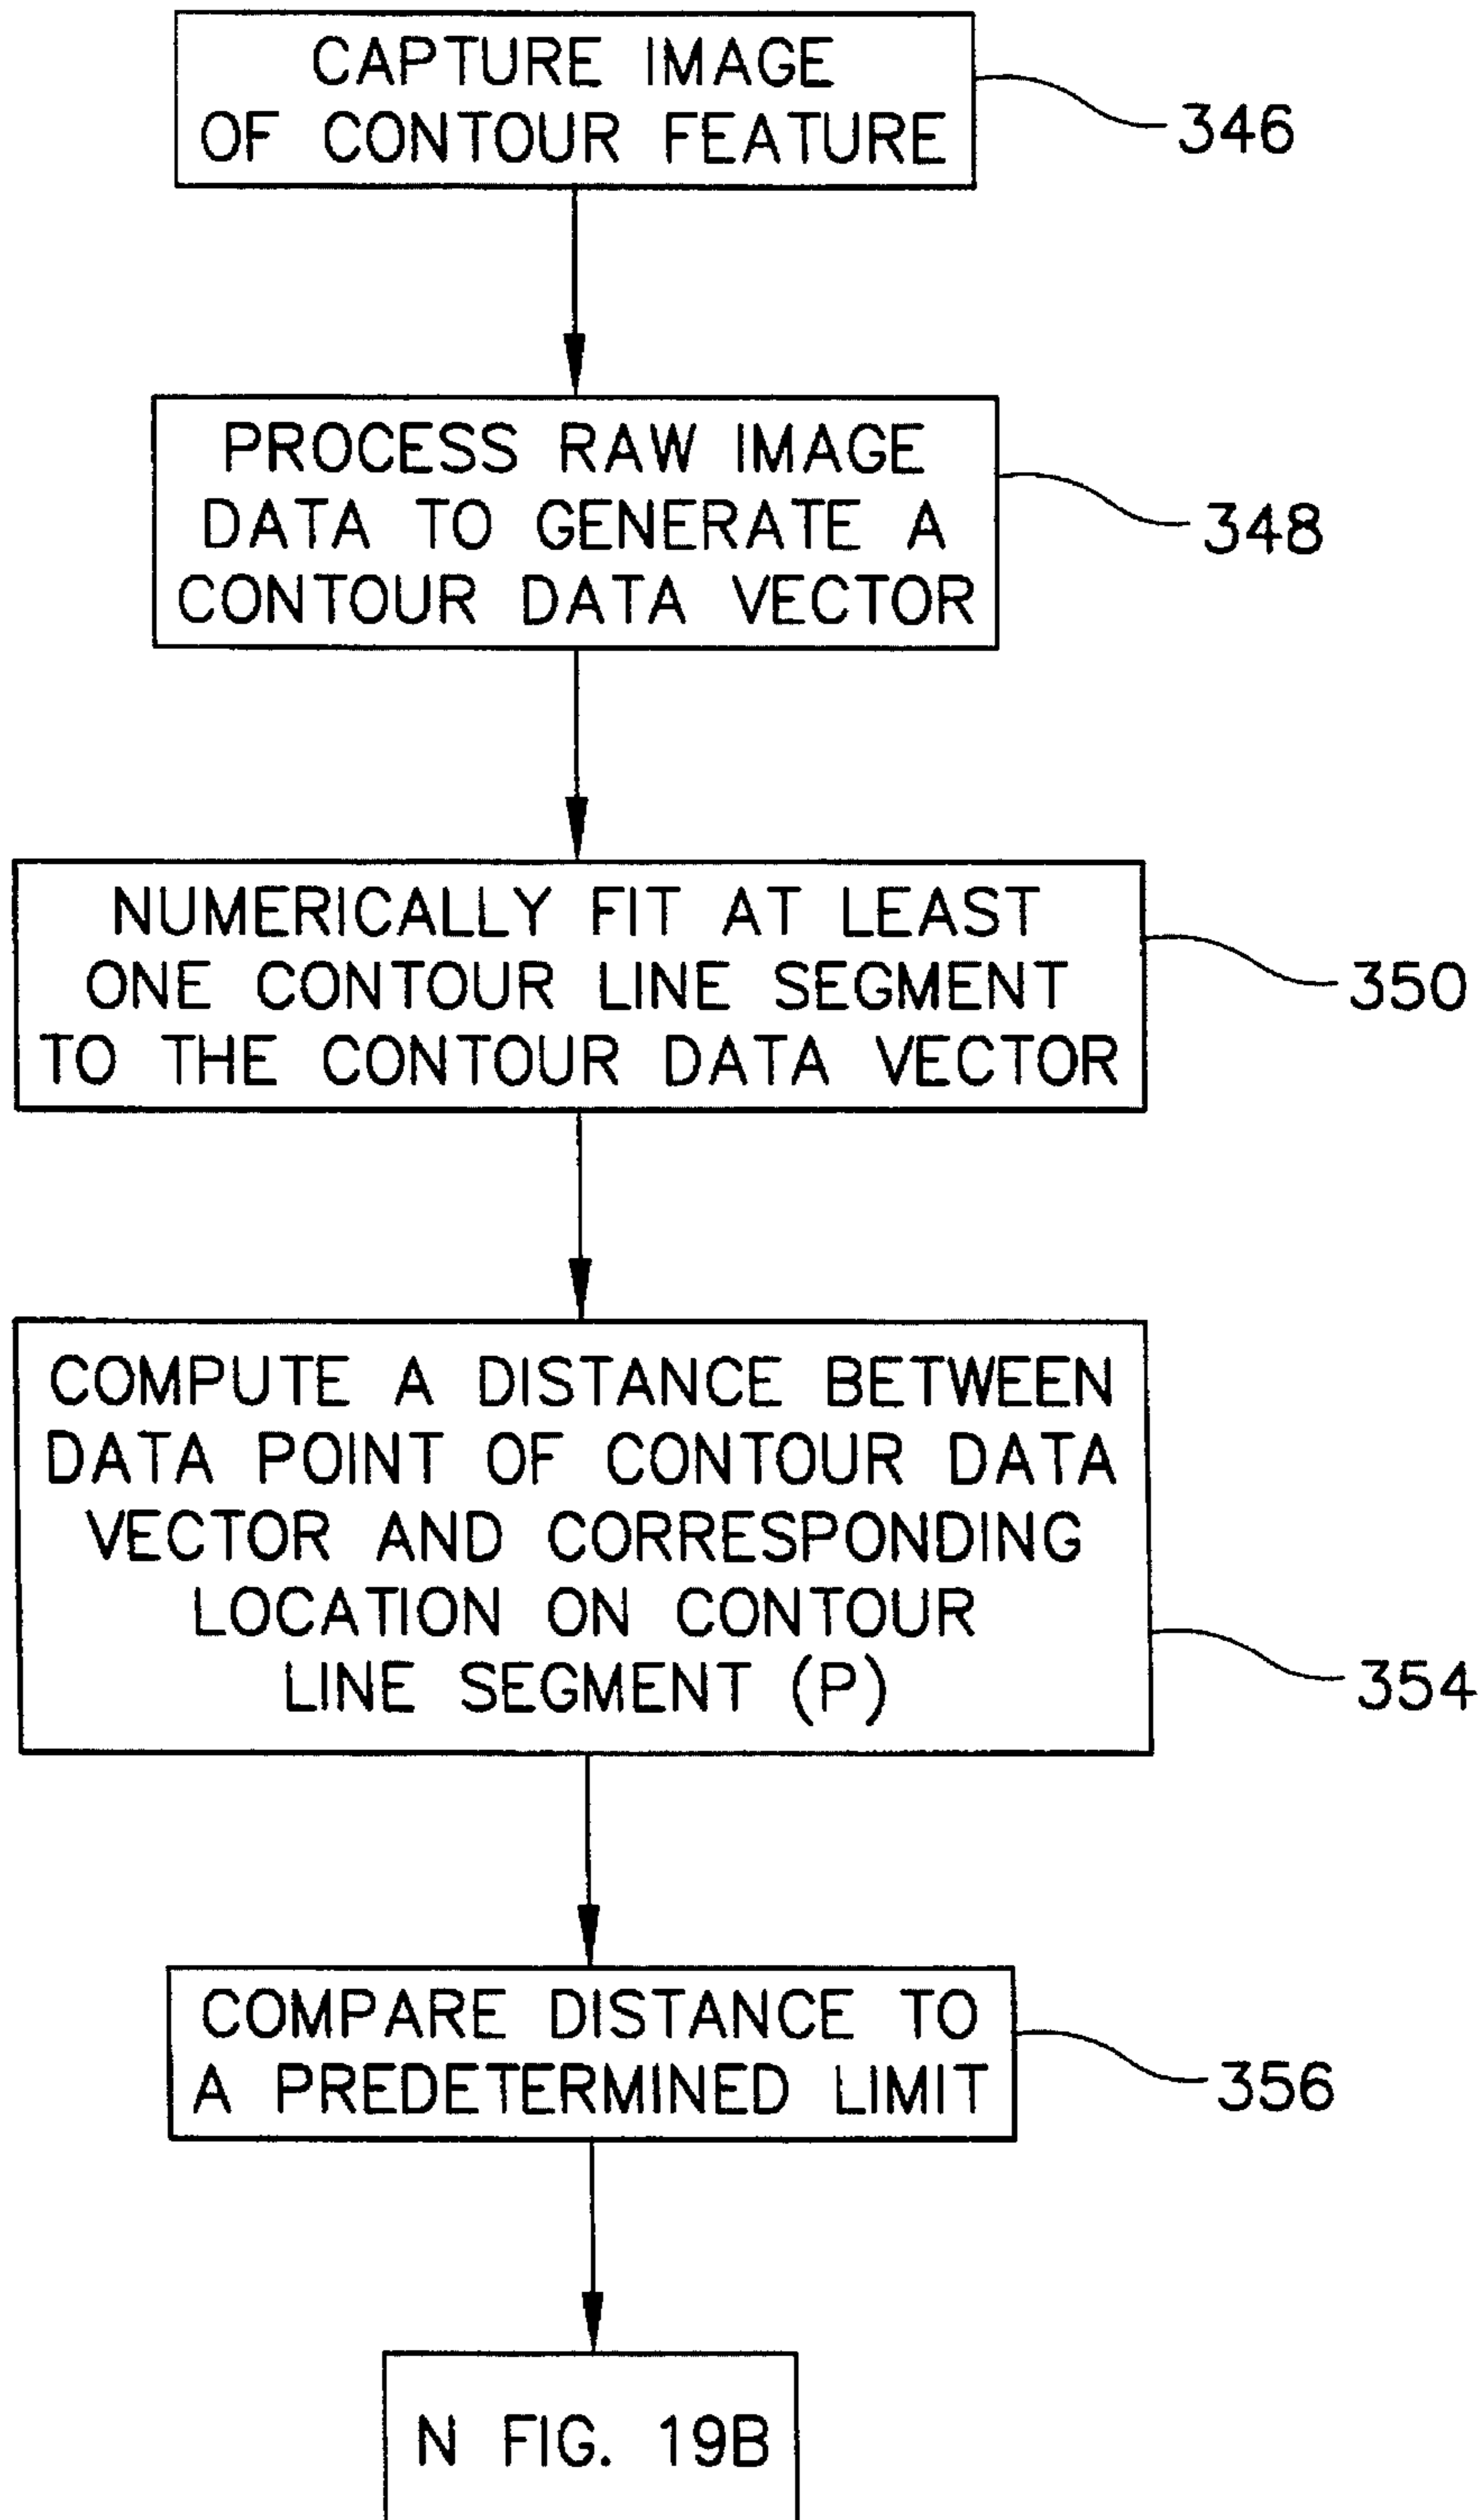 CAPTURE IMAGE
OF CONTOUR FEATURE
346
PROCESS RAW IMAGE
DATA TO GENERATE A
CONTOUR DATA VECTOR
348
NUMERICALLY FIT AT LEAST
ONE CONTOUR LINE SEGMENT
TO THE CONTOUR DATA VECTOR
350
COMPUTE A DISTANCE BETWEEN
DATA POINT OF CONTOUR DATA
VECTOR AND CORRESPONDING
LOCATION ON CONTOUR
LINE SEGMENT (P)
354
COMPARE DISTANCE TO
A PREDETERMINED LIMIT
356
N FIG. 19B